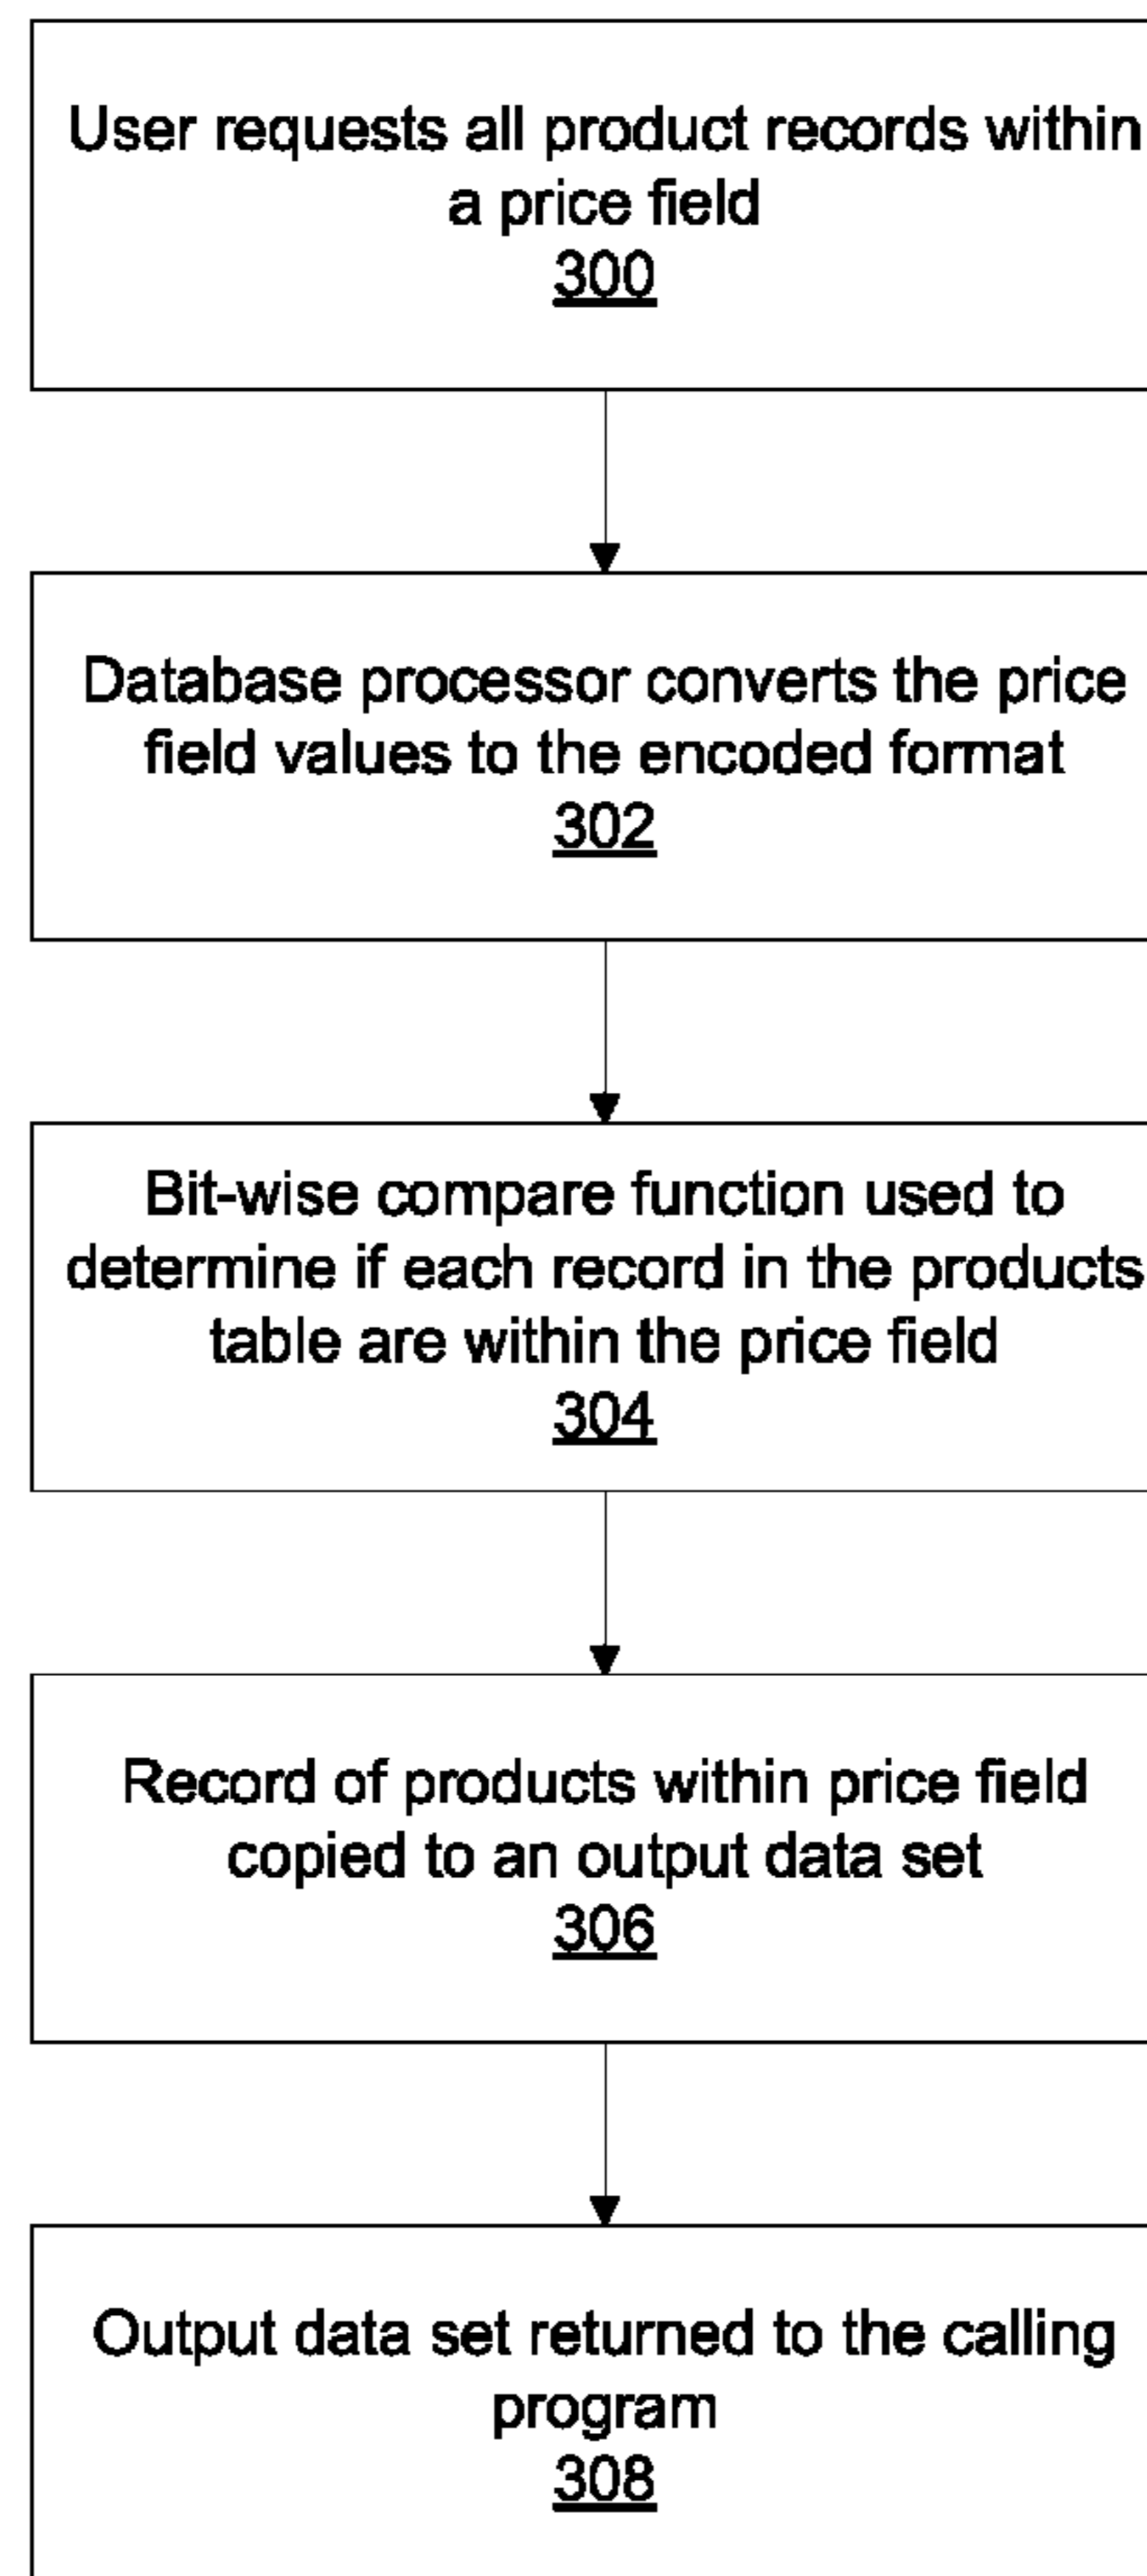 User requests all product records within
a price field
300
Database processor converts the price
field values to the encoded format
302
Bit-wise compare function used to
determine if each record in the products
table are within the price field
304
Record of products within price field
copied to an output data set
306
Output data set returned to the calling
program
308